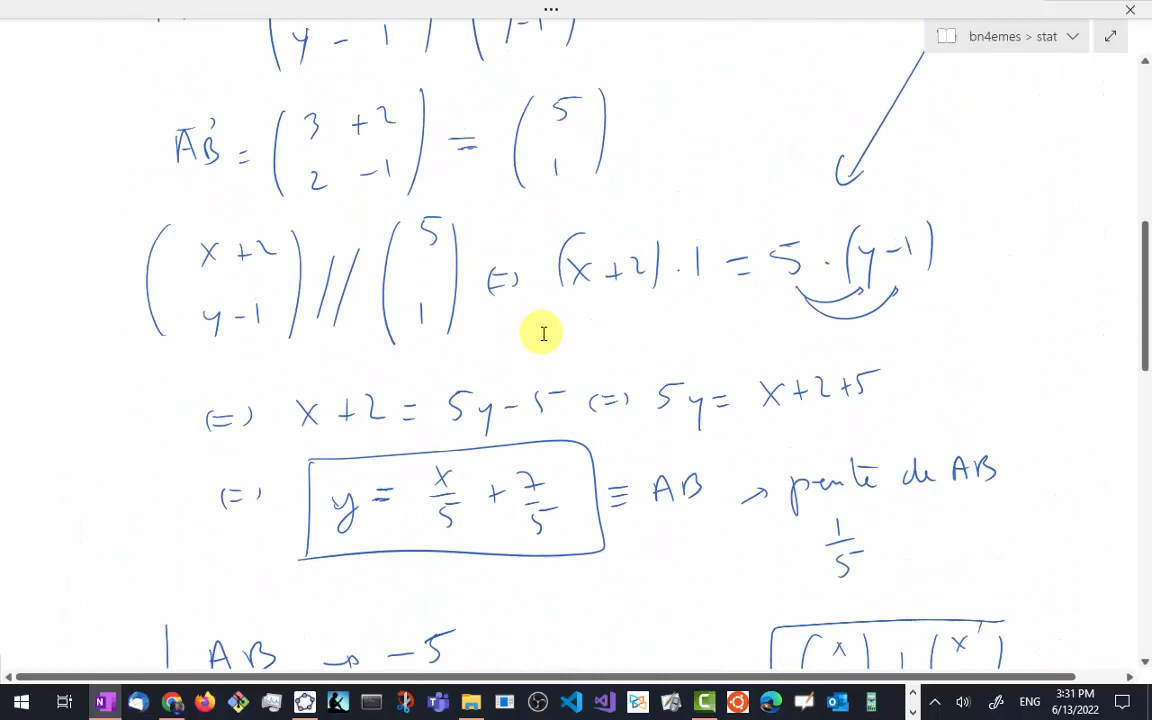 bn4emes > stat
( y - 1 ) ( y-1 )
AB⃗ = ( 3 +2 ) = ( 5 )
( 2 -1 ) ( 1 )
( x+2 ) // ( 5 ) (=) (x+2) . 1 = 5 . (y-1)
( y-1 ) ( 1 )
(=) x+2 = 5y-5 (=) 5y = x+2+5
(=) y = x/5 + 7/5 ≡ AB → pente de AB
1/5
AB → -5 (x) (x')
ENG
3:31 PM
6/13/2022